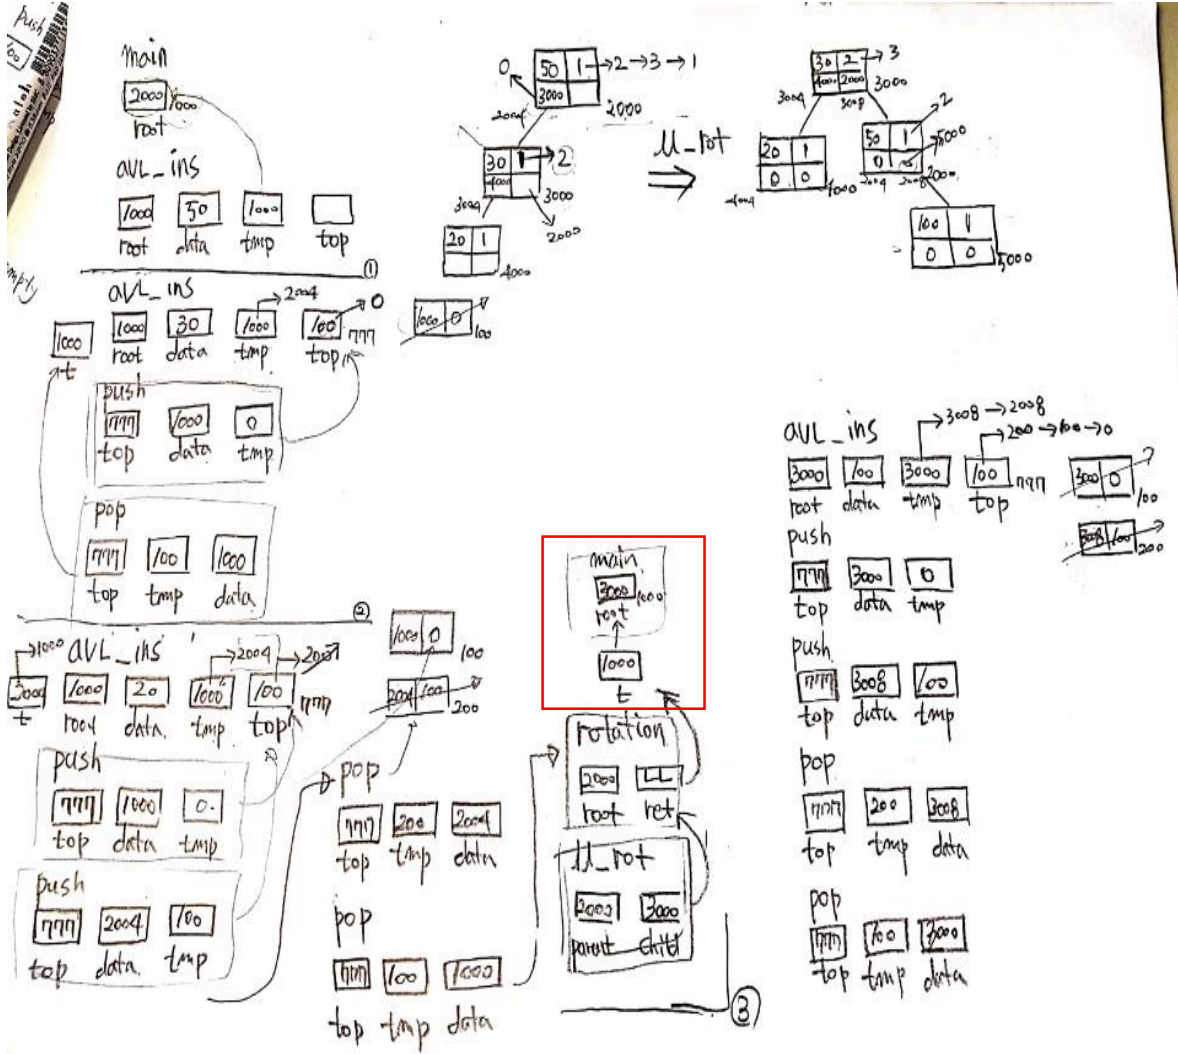 push
100
main
2000 1000
root
avl_ins
1000 50 1000
root data tmp top
①
avl_ins
→2004 →0
1000 1000 30 1000 100 777
t root data tmp top
push
777 1000 0
top data tmp
pop
777 100 1000
top tmp data
②
→1000 avl_ins →2004
3000 1000 20 1000 100 777
t root data tmp top
push
777 1000 0
top data tmp
push
777 2004 100
top data tmp
0 50 1 →2→3→1
3000
2004 2000
30 1 →2
4000 3000
3004 2000
20 1
4000
1000 0 100
ll_rot
⇒
30 2 →3
4000 2000 3000
3004 3008
20 1
0 0
4004 4000
50 1 2
0 0 5000
2004 2008 2000
100 1
0 0 5000
1000 0
100
2004 100
200
pop
777 200 2004
top tmp data
pop
777 100 1000
top tmp data
main
3000 1000
root
1000
t
rotation
2000 LL
root ret
ll_rot
2000 3000
parent child
③
avl_ins
→3008→2008
→200→100→0
3000 100 3000 100 777
root data tmp top
3000 0 100
3008 100 200
push
777 3000 0
top data tmp
push
777 3008 100
top data tmp
pop
777 200 3008
top tmp data
pop
777 100 3000
top tmp data